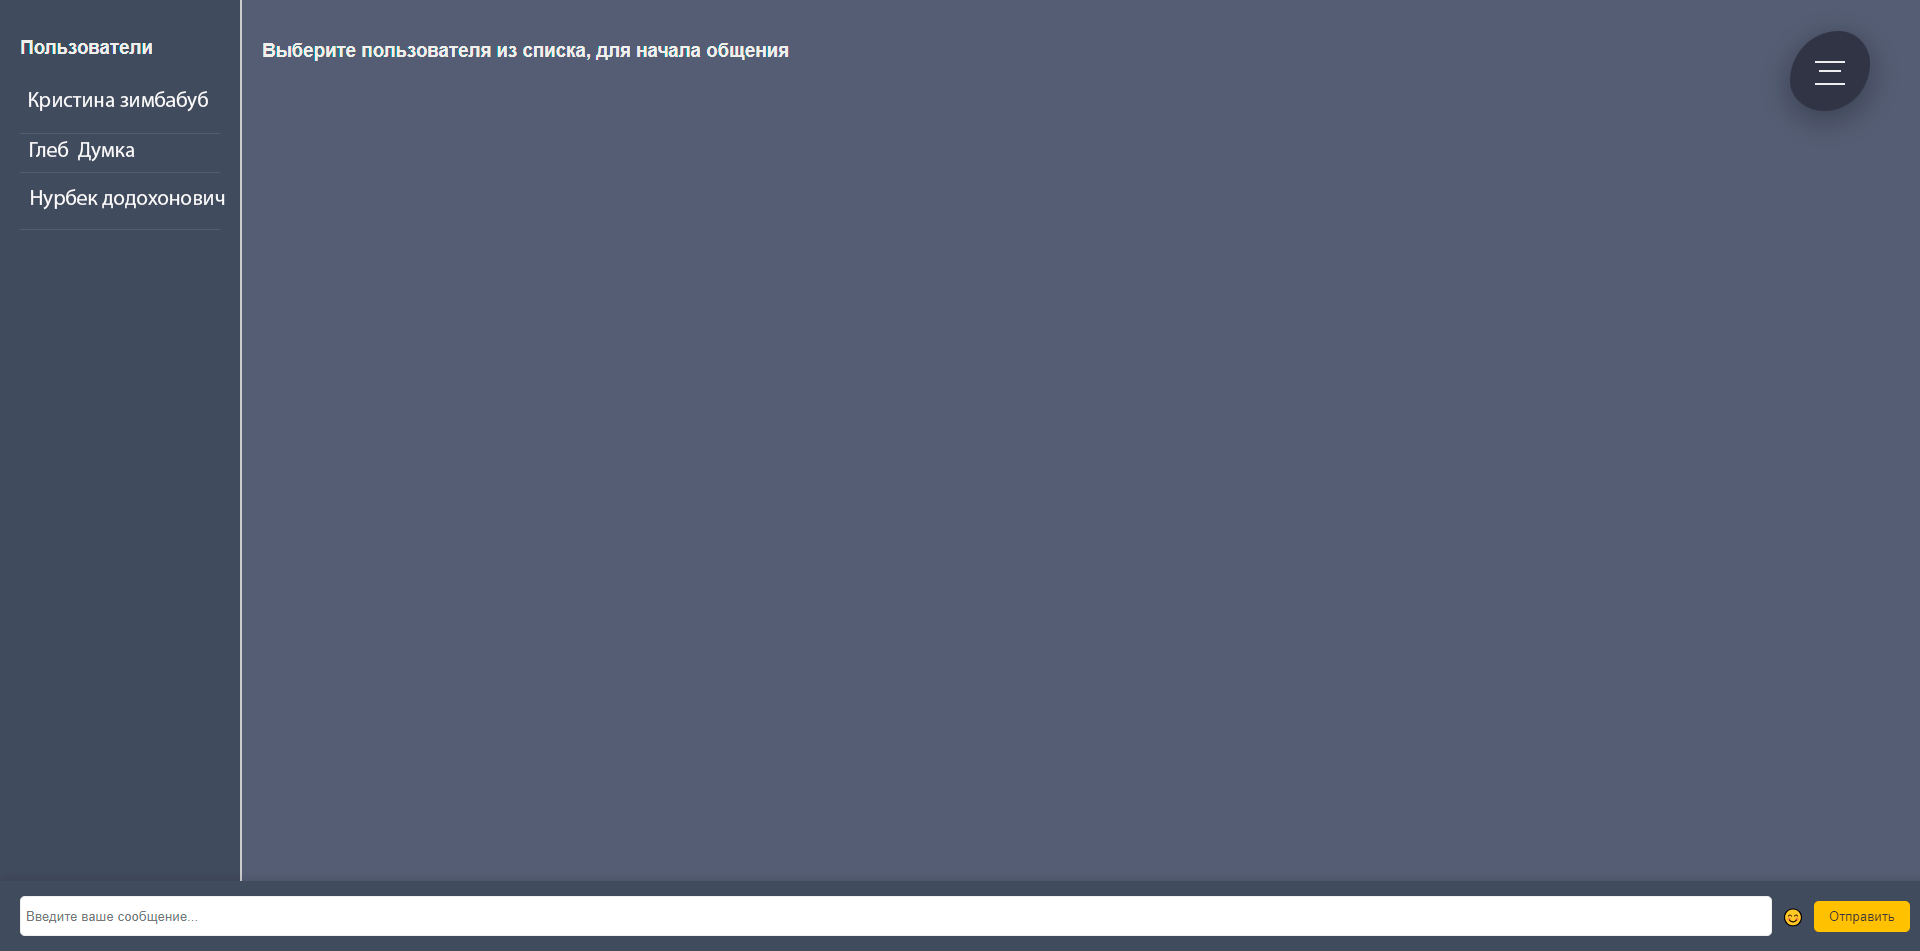 Пользователи
Выберите пользователя из списка, для начала общения
Кристина зимбабуб
Глеб Думка
Нурбек додохонович
Введите ваше сообщение...
Отправить